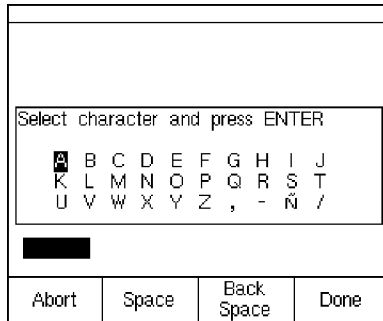 Select character and press ENTER
A B C D E F G H I J
K L M N O P Q R S T
U V W X Y Z , - Ñ /
Abort Space Back Space Done